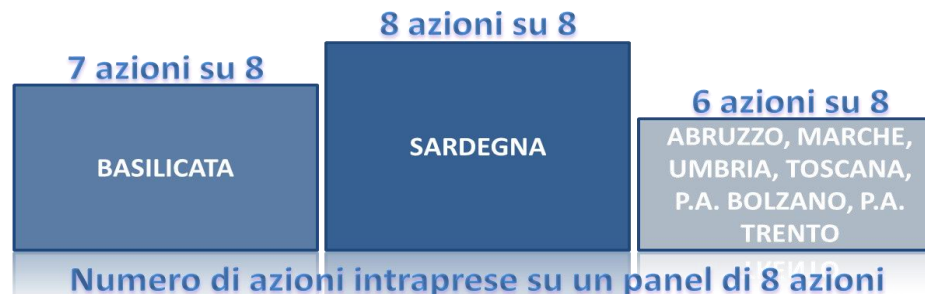 8 azioni su 8
7 azioni su 8
6 azioni su 8
BASILICATA
SARDEGNA
ABRUZZO, MARCHE,
UMBRIA, TOSCANA,
P.A. BOLZANO, P.A.
TRENTO
Numero di azioni intraprese su un panel di 8 azioni